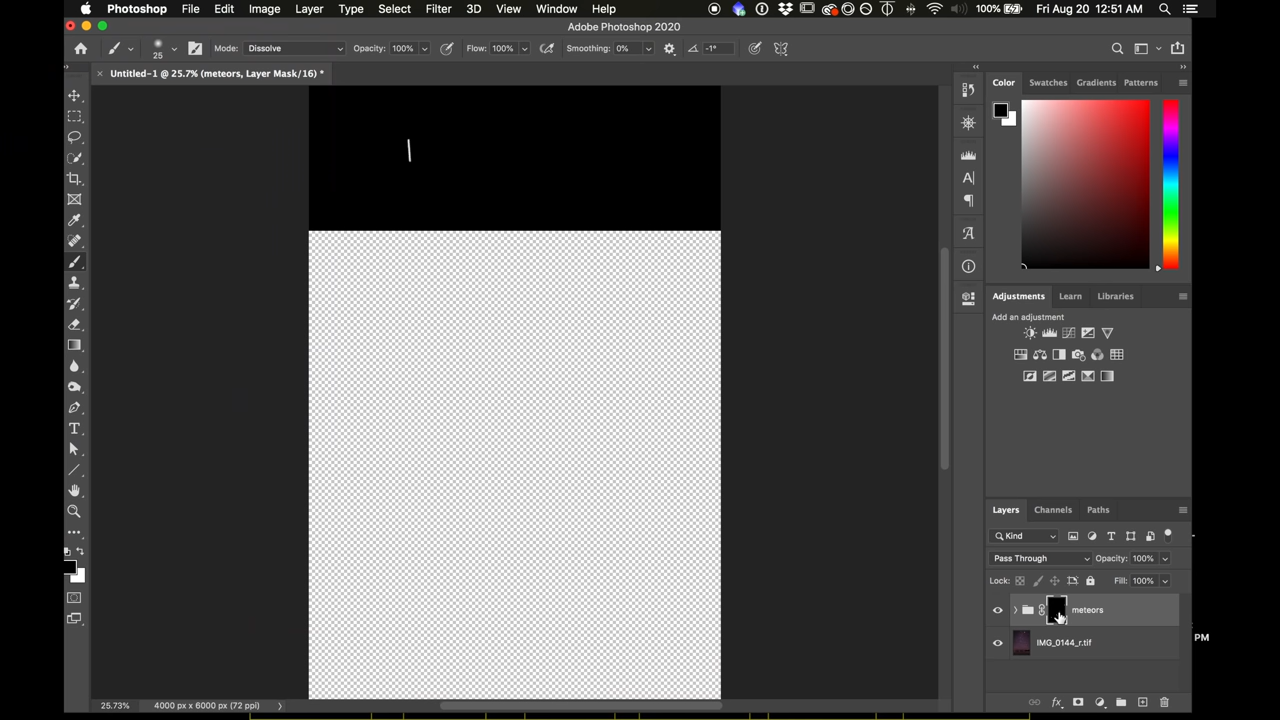 Photoshop File Edit Image Layer Type Select Filter 3D View Window Help 100% Fri Aug 20 12:51 AM
Adobe Photoshop 2020
25 Mode: Dissolve Opacity: 100% Flow: 100% Smoothing: 0% -1°
Untitled-1 @ 25.7% (meteors, Layer Mask/16) *
Color Swatches Gradients Patterns
Adjustments Learn Libraries
Add an adjustment
Layers Channels Paths
Kind
Pass Through Opacity: 100%
Lock: Fill: 100%
meteors
PM
IMG_0144_r.tif
25.73% 4000 px x 6000 px (72 ppi)